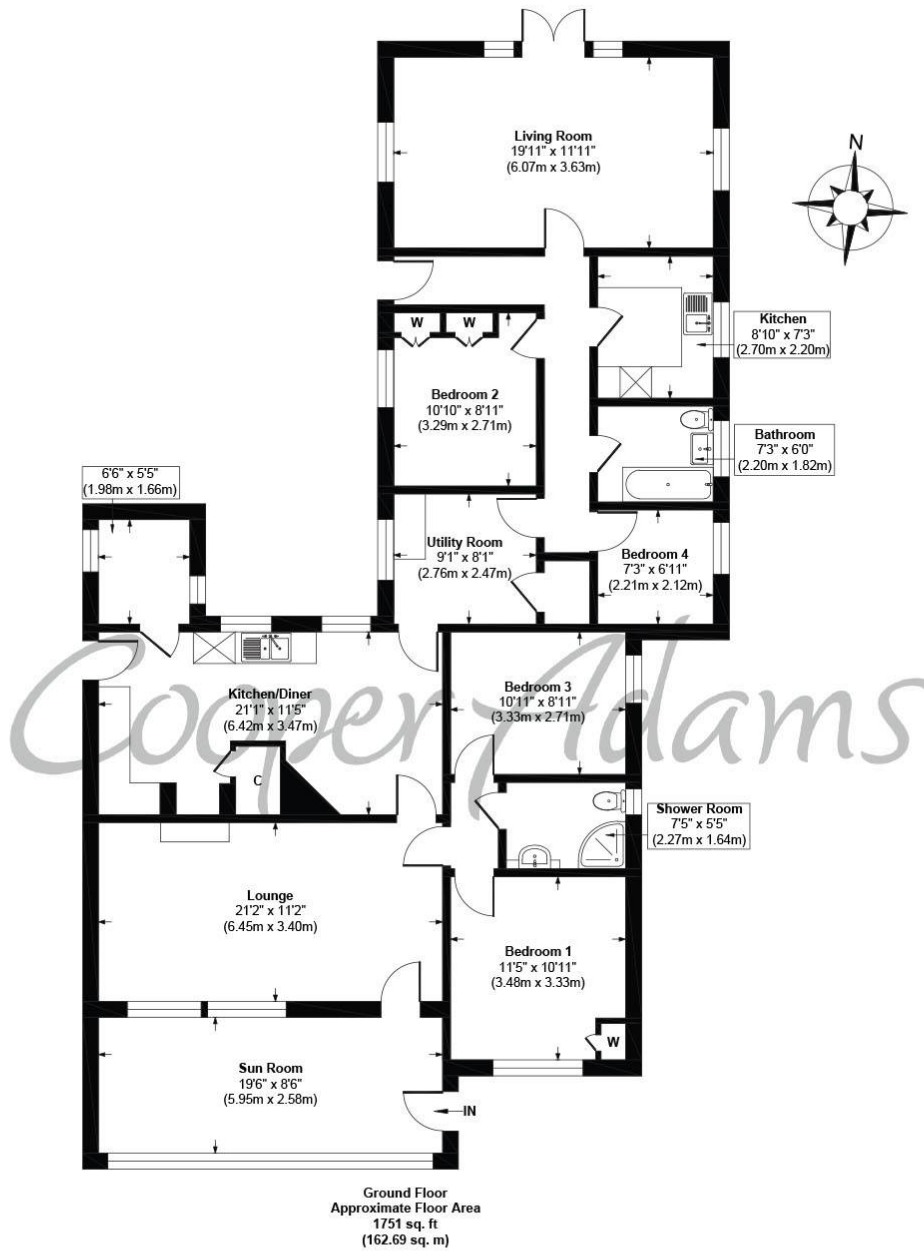 Living Room
19'11" x 11'11"
(6.07m x 3.63m)
N
Kitchen
8'10" x 7'3"
(2.70m x 2.20m)
W
W
Bedroom 2
10'10" x 8'11"
(3.29m x 2.71m)
Bathroom
7'3" x 6'0"
(2.20m x 1.82m)
6'6" x 5'5"
(1.98m x 1.66m)
Utility Room
9'1" x 8'1"
(2.76m x 2.47m)
Bedroom 4
7'3" x 6'11"
(2.21m x 2.12m)
Cooper Adams
Kitchen/Diner
21'1" x 11'5"
(6.42m x 3.47m)
C
Bedroom 3
10'11" x 8'11"
(3.33m x 2.71m)
Shower Room
7'5" x 5'5"
(2.27m x 1.64m)
Lounge
21'2" x 11'2"
(6.45m x 3.40m)
Bedroom 1
11'5" x 10'11"
(3.48m x 3.33m)
W
Sun Room
19'6" x 8'6"
(5.95m x 2.58m)
IN
Ground Floor
Approximate Floor Area
1751 sq. ft
(162.69 sq. m)